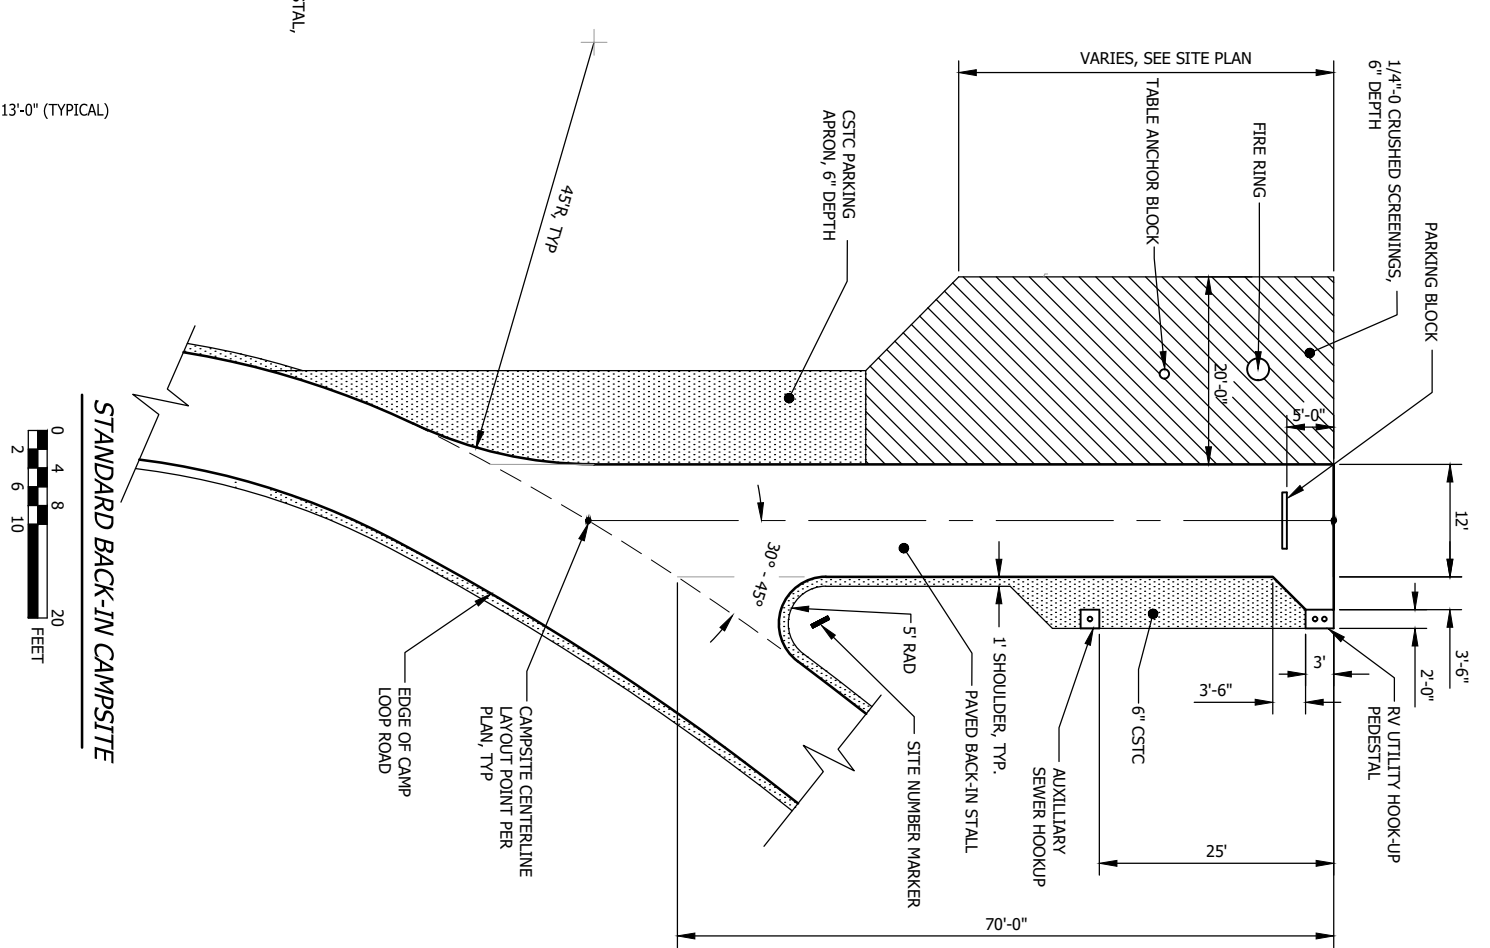 STAL,
13'-0" (TYPICAL)
VARIES, SEE SITE PLAN
1/4"-0 CRUSHED SCREENINGS,
6" DEPTH
TABLE ANCHOR BLOCK
FIRE RING
PARKING BLOCK
CSTC PARKING
APRON, 6" DEPTH
45'R, TYP
20'-0"
5'-0"
12'
3'-6"
2'-0"
3'
3'-6"
30° - 45°
5' RAD
1' SHOULDER, TYP.
PAVED BACK-IN STALL
SITE NUMBER MARKER
6" CSTC
AUXILLIARY
SEWER HOOKUP
RV UTILITY HOOK-UP
PEDESTAL
25'
70'-0"
CAMPSITE CENTERLINE
LAYOUT POINT PER
PLAN, TYP
EDGE OF CAMP
LOOP ROAD
STANDARD BACK-IN CAMPSITE
0 4 8 20
2 6 10 FEET